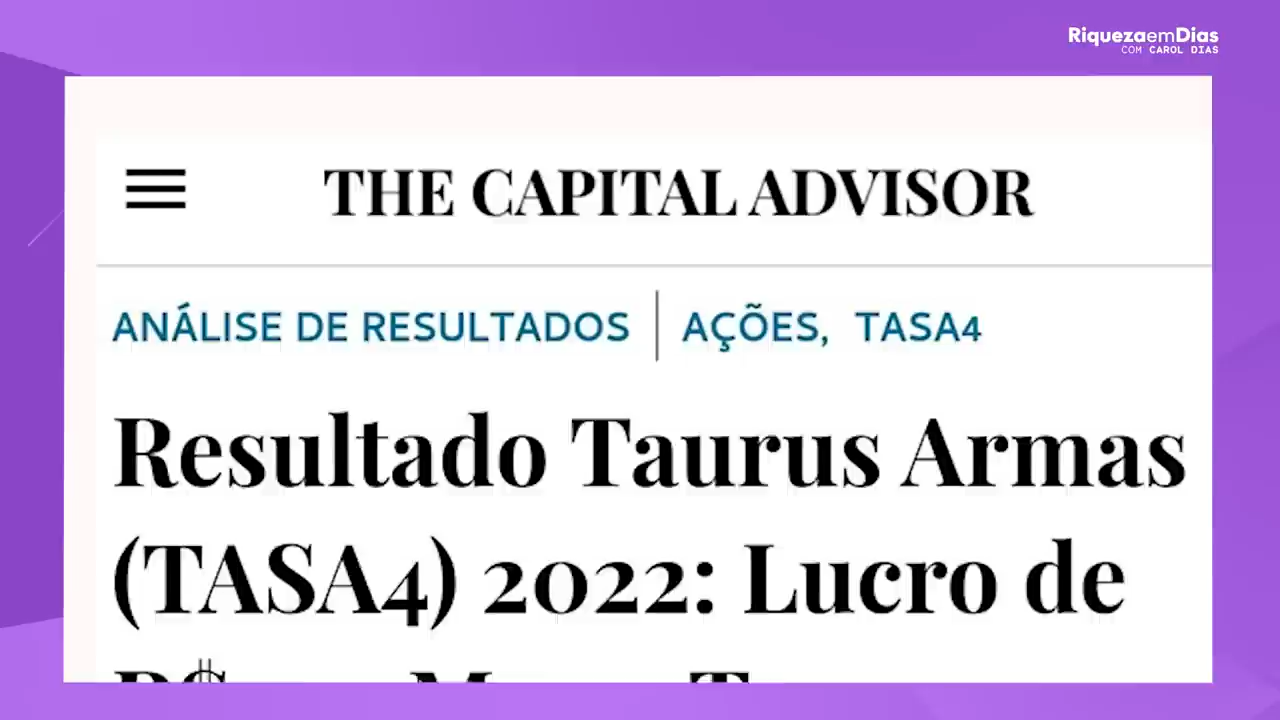 RiquezaemDias
COM CAROL DIAS
THE CAPITAL ADVISOR
ANÁLISE DE RESULTADOS | AÇÕES, TASA4
Resultado Taurus Armas
(TASA4) 2022: Lucro de